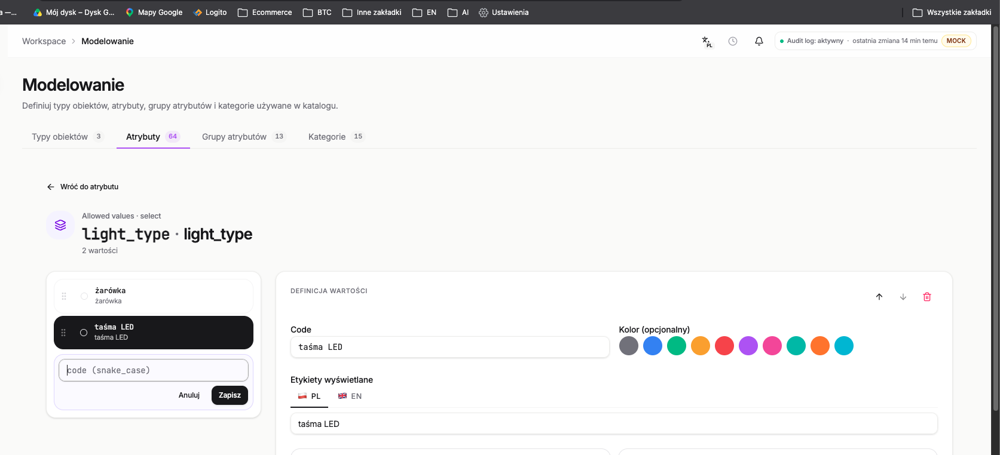 a —...
Mój dysk – Dysk G...
Mapy Google
Logito
Ecommerce
BTC
Inne zakładki
EN
AI
Ustawienia
Wszystkie zakładki
Workspace > Modelowanie
PL
Audit log: aktywny · ostatnia zmiana 14 min temu MOCK
Modelowanie
Definiuj typy obiektów, atrybuty, grupy atrybutów i kategorie używane w katalogu.
Typy obiektów 3
Atrybuty 64
Grupy atrybutów 13
Kategorie 15
Wróć do atrybutu
Allowed values · select
light_type · light_type
2 wartości
żarówka
żarówka
taśma LED
taśma LED
code (snake_case)
Anuluj
Zapisz
DEFINICJA WARTOŚCI
Code
taśma LED
Kolor (opcjonalny)
Etykiety wyświetlane
PL
EN
taśma LED